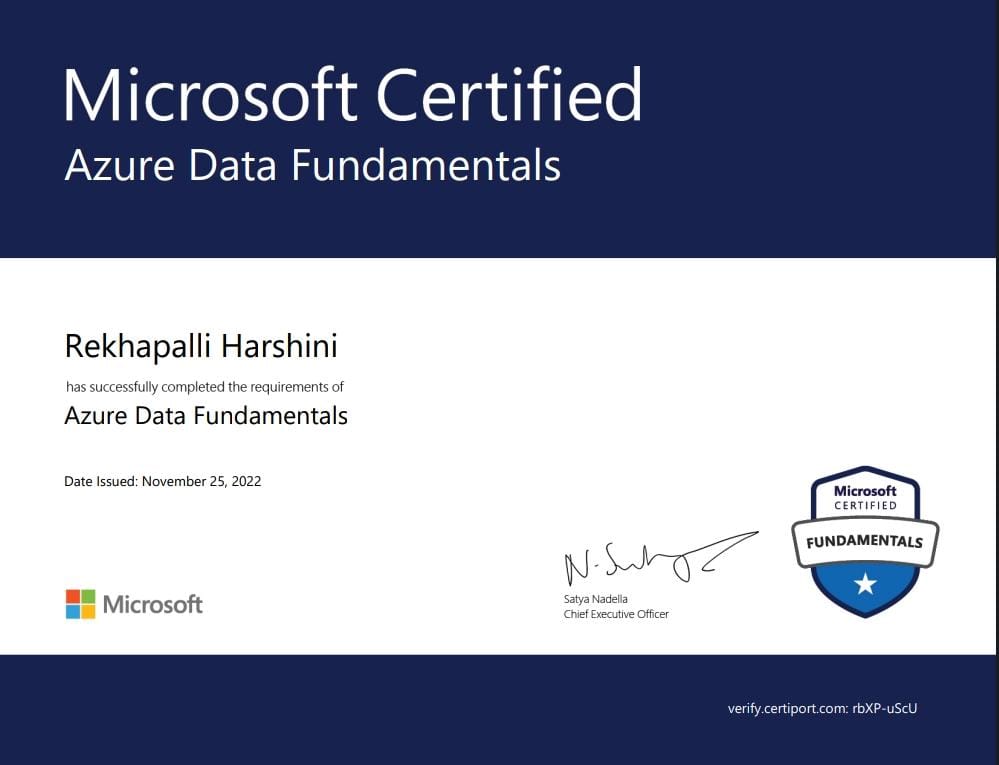 Microsoft Certified
Azure Data Fundamentals
Rekhapalli Harshini
has successfully completed the requirements of
Azure Data Fundamentals
Date Issued: November 25, 2022
Microsoft
CERTIFIED
FUNDAMENTALS
N. Satya
Satya Nadella
Chief Executive Officer
Microsoft
verify.certiport.com: rbXP-uScU